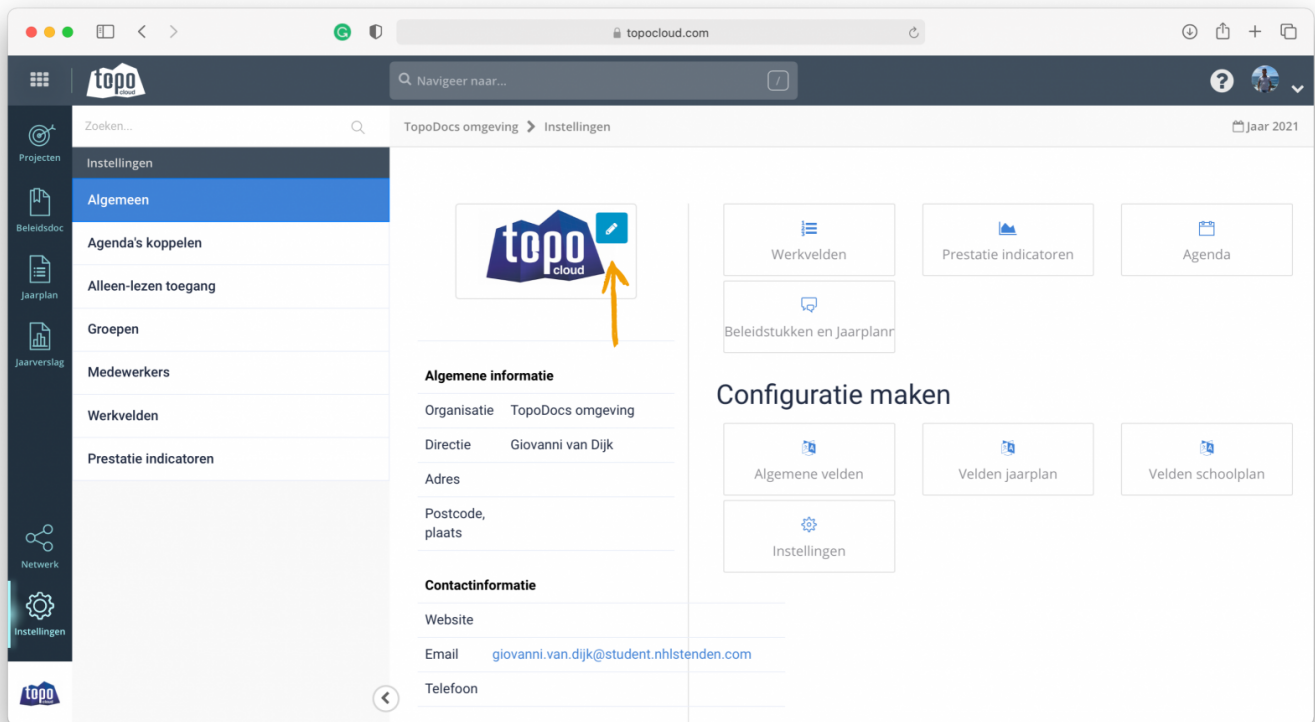 topocloud.com
topo
cloud
Navigeer naar...
/
?
Projecten
Beleidsdoc
Jaarplan
Jaarverslag
Netwerk
Instellingen
topo
cloud
Zoeken...
Instellingen
Algemeen
Agenda's koppelen
Alleen-lezen toegang
Groepen
Medewerkers
Werkvelden
Prestatie indicatoren
TopoDocs omgeving > Instellingen
Jaar 2021
topo
cloud
Algemene informatie
Organisatie TopoDocs omgeving
Directie Giovanni van Dijk
Adres
Postcode,
plaats
Contactinformatie
Website
Email giovanni.van.dijk@student.nhlstenden.com
Telefoon
Werkvelden
Prestatie indicatoren
Agenda
Beleidstukken en Jaarplann
Configuratie maken
Algemene velden
Velden jaarplan
Velden schoolplan
Instellingen